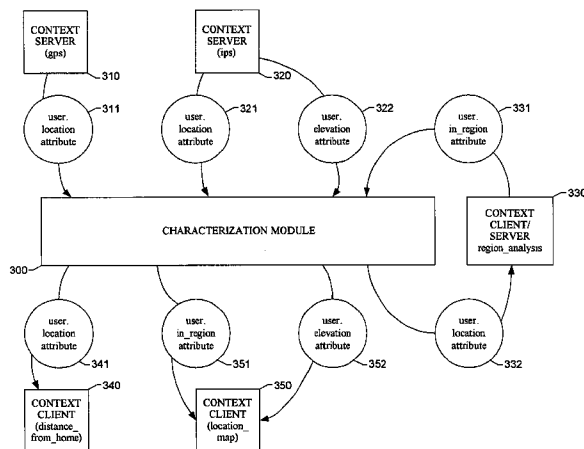 CONTEXT
SERVER
(gps)
310
CONTEXT
SERVER
(ips)
320
user.
location
attribute
311
user.
location
attribute
321
user.
elevation
attribute
322
user.
in_region
attribute
331
CHARACTERIZATION MODULE
300
CONTEXT
CLIENT/
SERVER
region_analysis
330
user.
location
attribute
341
user.
in_region
attribute
351
user.
elevation
attribute
352
user.
location
attribute
332
CONTEXT
CLIENT
(distance_
from_home)
340
CONTEXT
CLIENT
(location_
map)
350